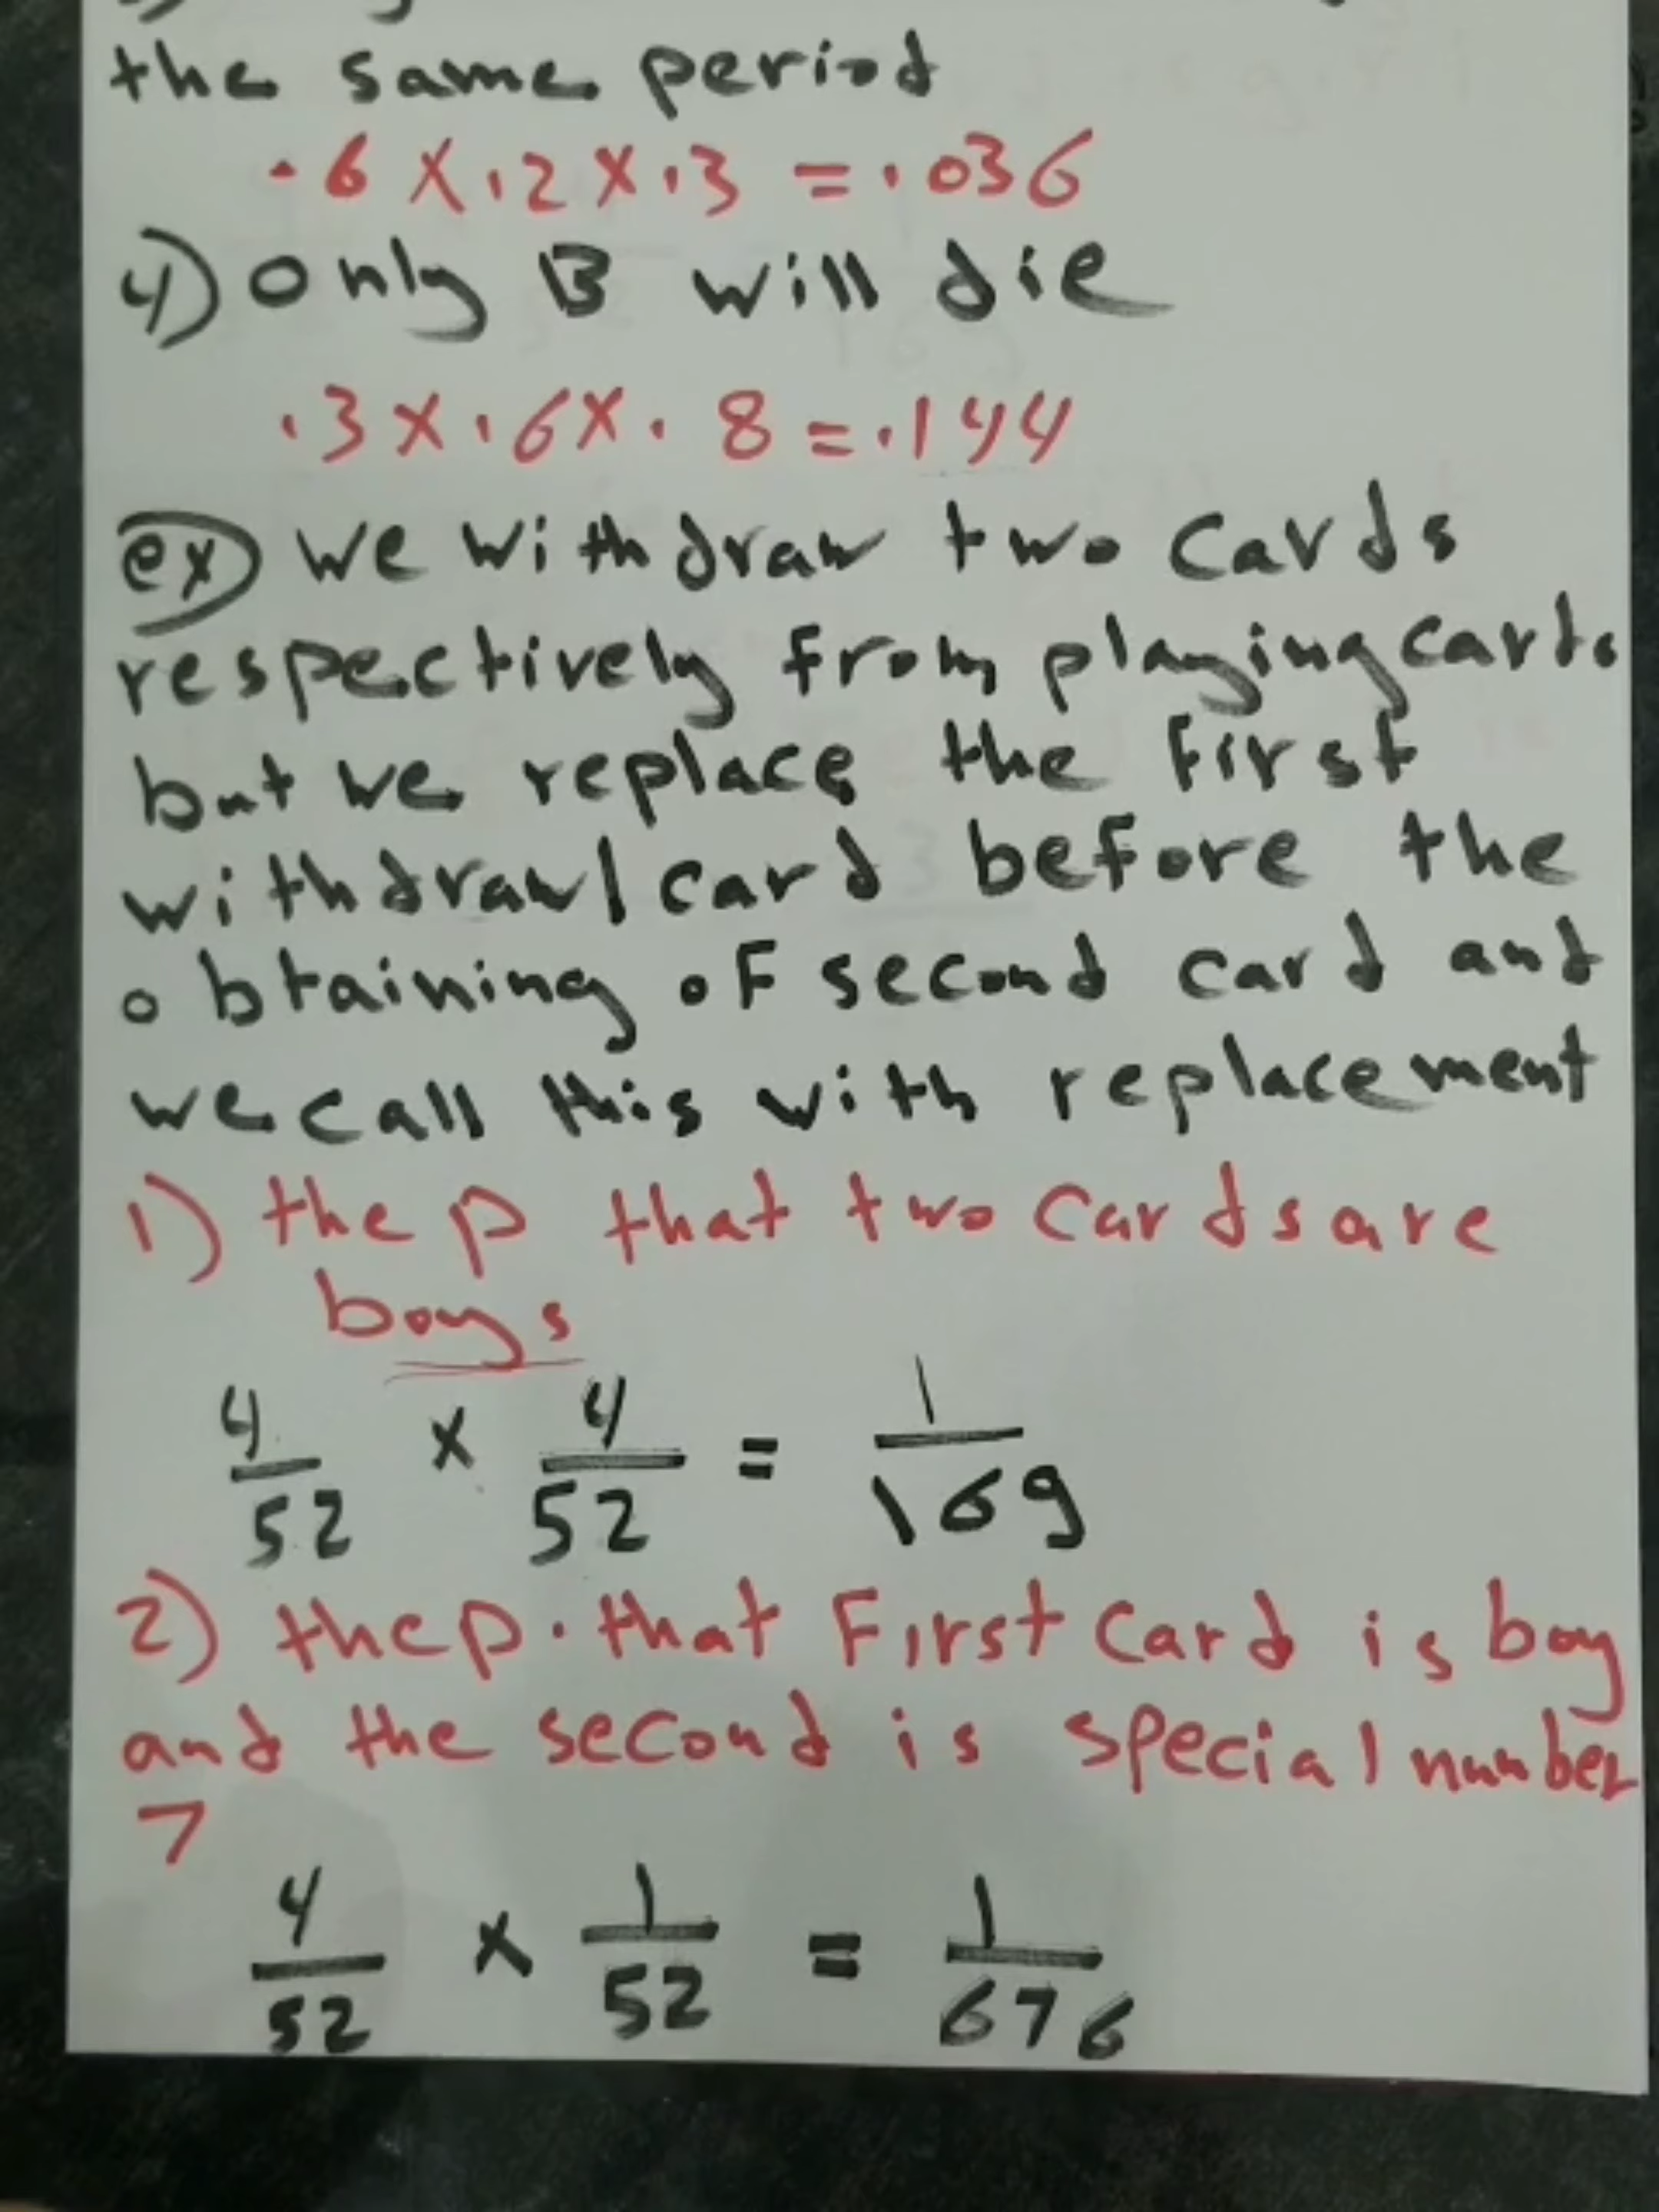 the same period
.6 X .2 X .3 = .036
4) only B will die
.3 X .6 X .8 = .144
ex) we withdraw two cards
respectively from playing cards
but we replace the first
withdrawl card before the
obtaining of second card and
we call this with replacement
1) the p that two cards are
boys
4/52 x 4/52 = 1/169
2) the p. that First card is boy
and the second is special number
7
4/52 x 1/52 = 1/676